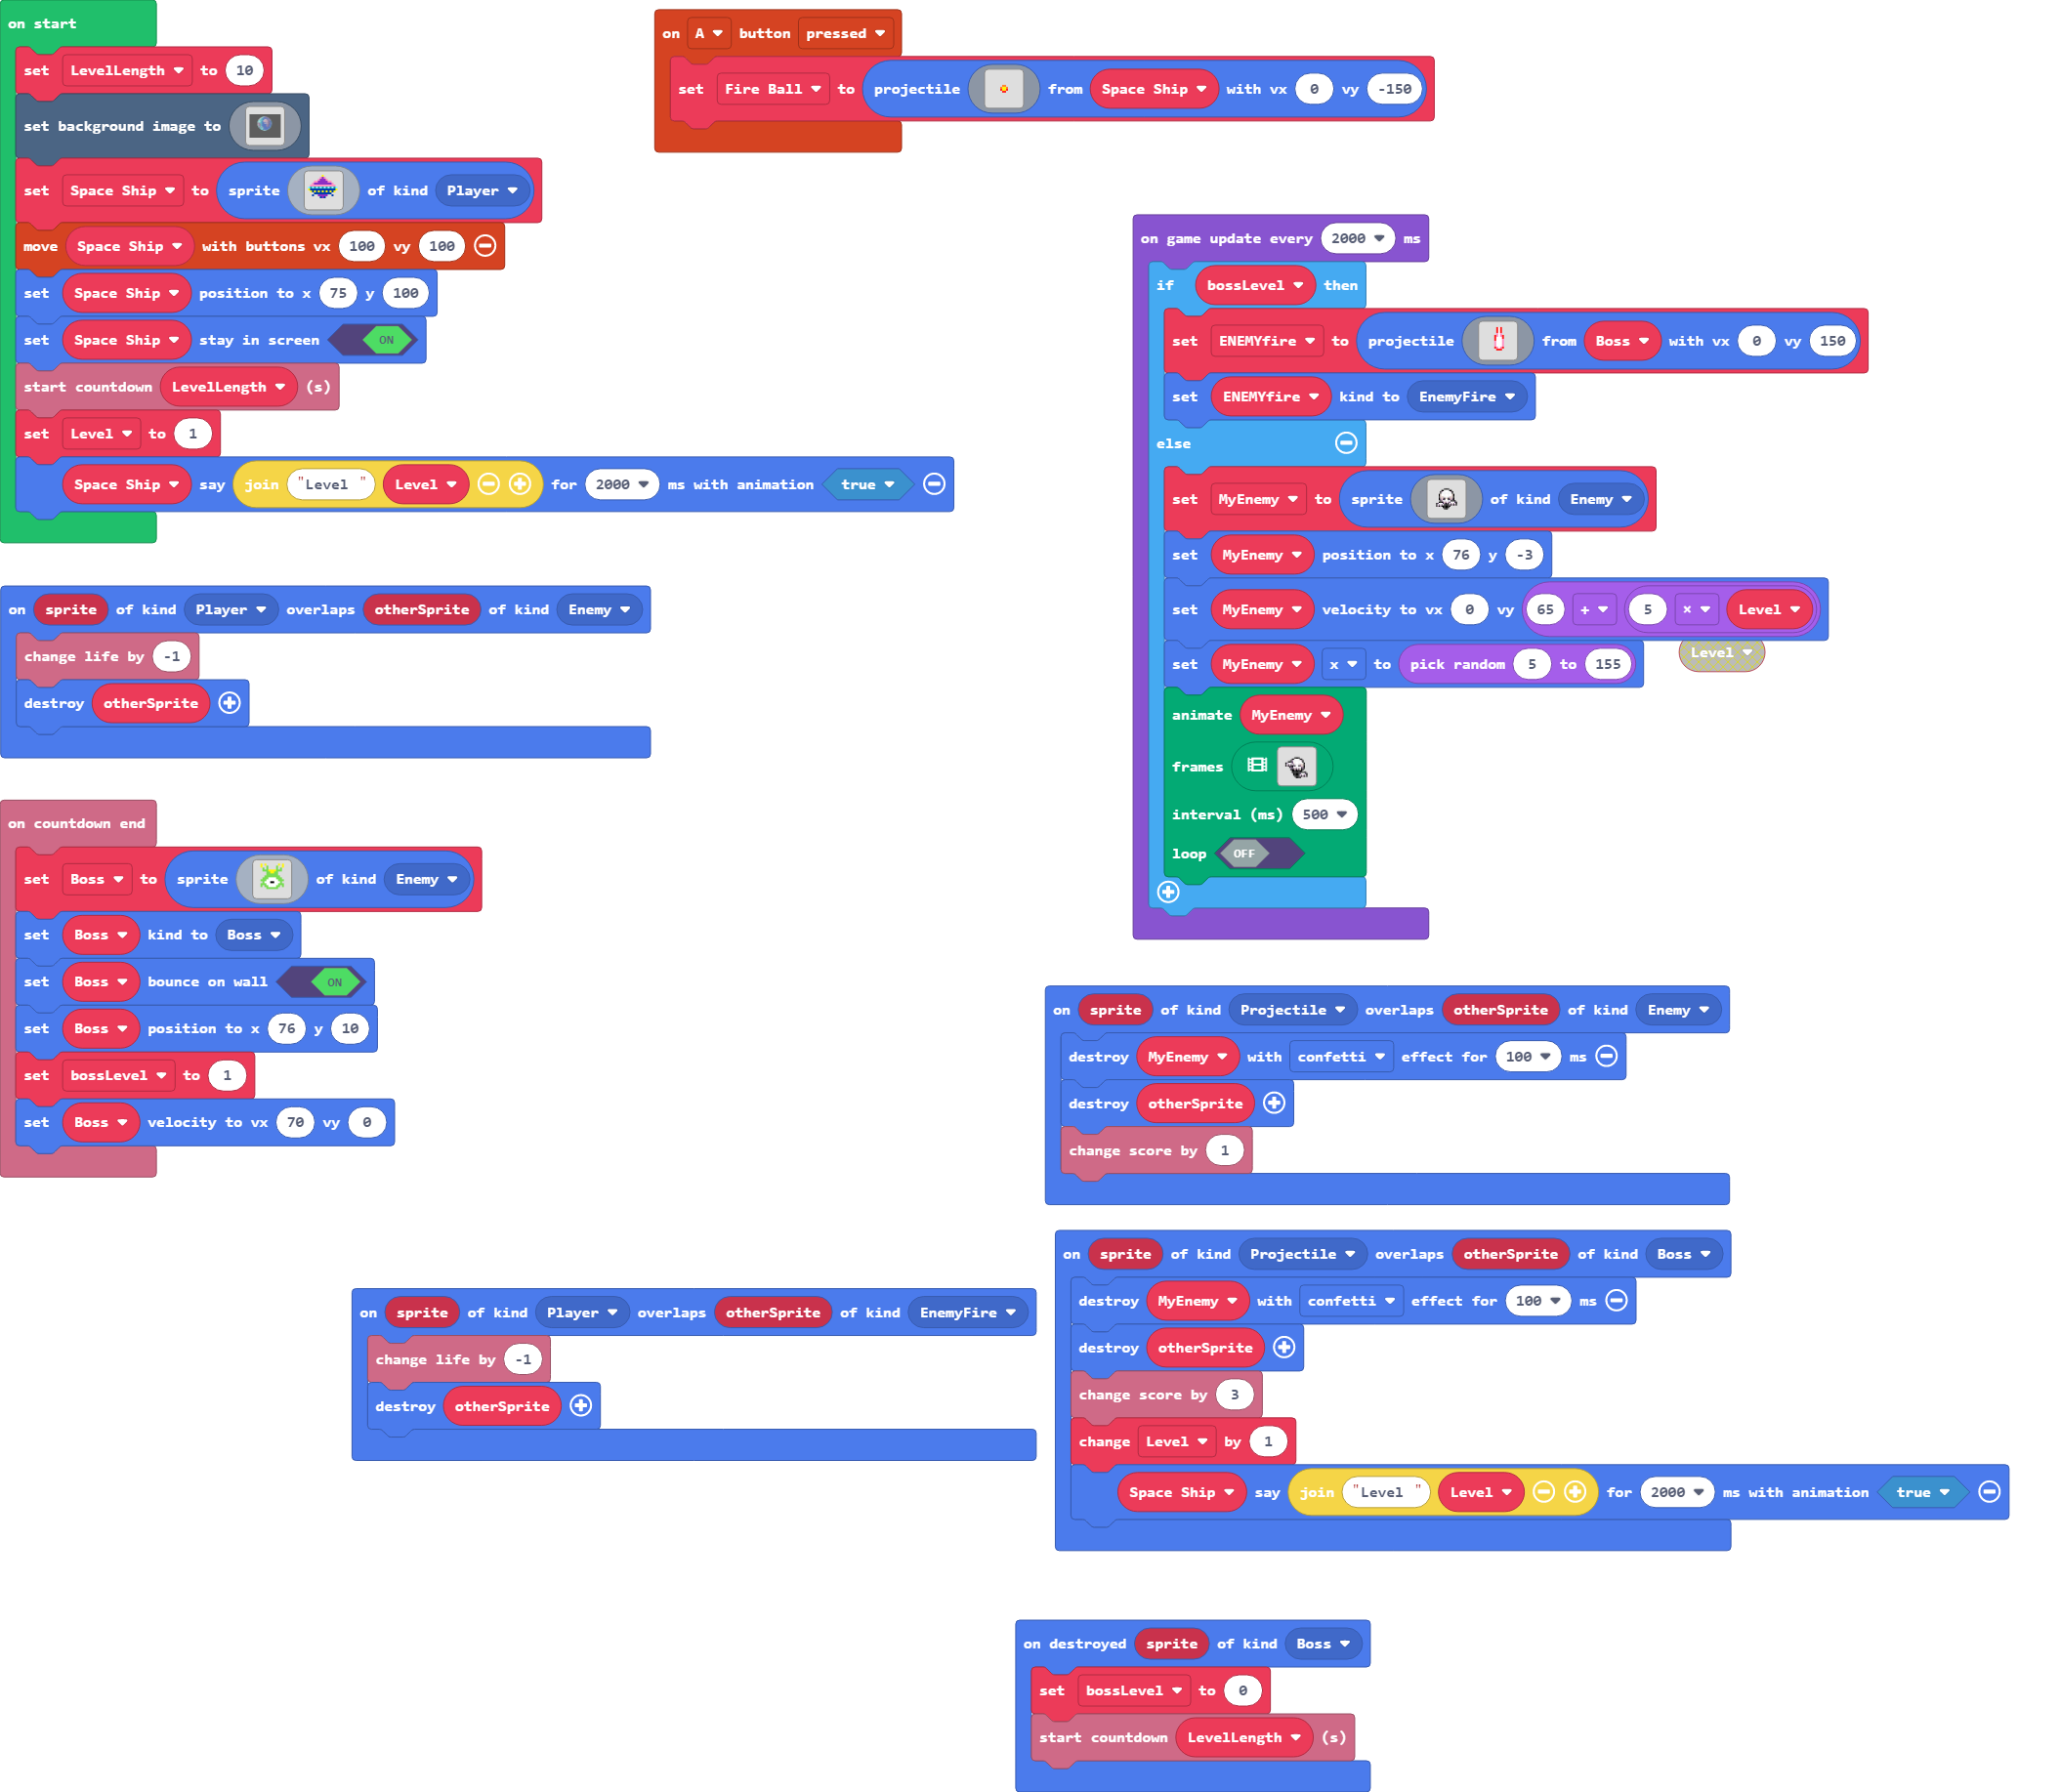 on start
set LevelLength to 10
set background image to
set Space Ship to sprite of kind Player
move Space Ship with buttons vx 100 vy 100
set Space Ship position to x 75 y 100
set Space Ship stay in screen ON
start countdown LevelLength (s)
set Level to 1
Space Ship say join "Level " Level for 2000 ms with animation true
on A button pressed
set Fire Ball to projectile from Space Ship with vx 0 vy -150
on sprite of kind Player overlaps otherSprite of kind Enemy
change life by -1
destroy otherSprite
on countdown end
set Boss to sprite of kind Enemy
set Boss kind to Boss
set Boss bounce on wall ON
set Boss position to x 76 y 10
set bossLevel to 1
set Boss velocity to vx 70 vy 0
on game update every 2000 ms
if bossLevel then
set ENEMYfire to projectile from Boss with vx 0 vy 150
set ENEMYfire kind to EnemyFire
else
set MyEnemy to sprite of kind Enemy
set MyEnemy position to x 76 y -3
set MyEnemy velocity to vx 0 vy 65 + 5 × Level
set MyEnemy x to pick random 5 to 155
Level
animate MyEnemy
frames
interval (ms) 500
loop OFF
on sprite of kind Projectile overlaps otherSprite of kind Enemy
destroy MyEnemy with confetti effect for 100 ms
destroy otherSprite
change score by 1
on sprite of kind Projectile overlaps otherSprite of kind Boss
destroy MyEnemy with confetti effect for 100 ms
destroy otherSprite
change score by 3
change Level by 1
Space Ship say join "Level " Level for 2000 ms with animation true
on sprite of kind Player overlaps otherSprite of kind EnemyFire
change life by -1
destroy otherSprite
on destroyed sprite of kind Boss
set bossLevel to 0
start countdown LevelLength (s)